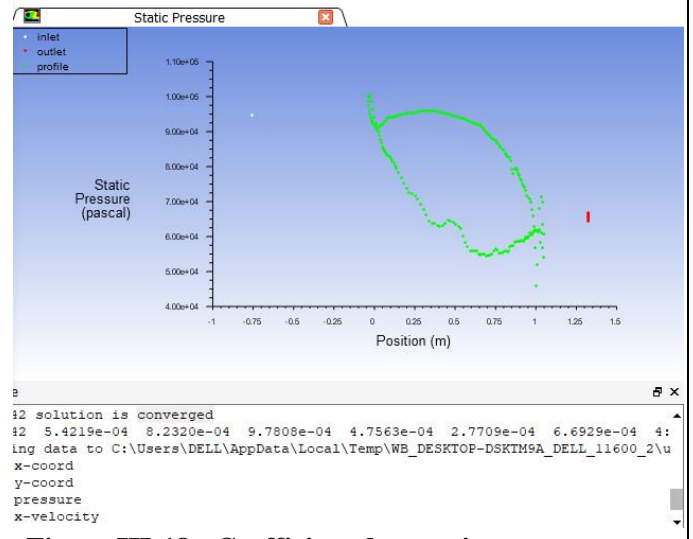 Static Pressure
inlet
outlet
profile
1.10e+05
1.00e+05
9.00e+04
8.00e+04
7.00e+04
6.00e+04
5.00e+04
4.00e+04
Static
Pressure
(pascal)
-1 -0.75 -0.5 -0.25 0 0.25 0.5 0.75 1 1.25 1.5
Position (m)
e
42 solution is converged
42 5.4219e-04 8.2320e-04 9.7808e-04 4.7563e-04 2.7709e-04 6.6929e-04 4:
ing data to C:\Users\DELL\AppData\Local\Temp\WB_DESKTOP-DSKTM9A_DELL_11600_2\u
x-coord
y-coord
pressure
x-velocity